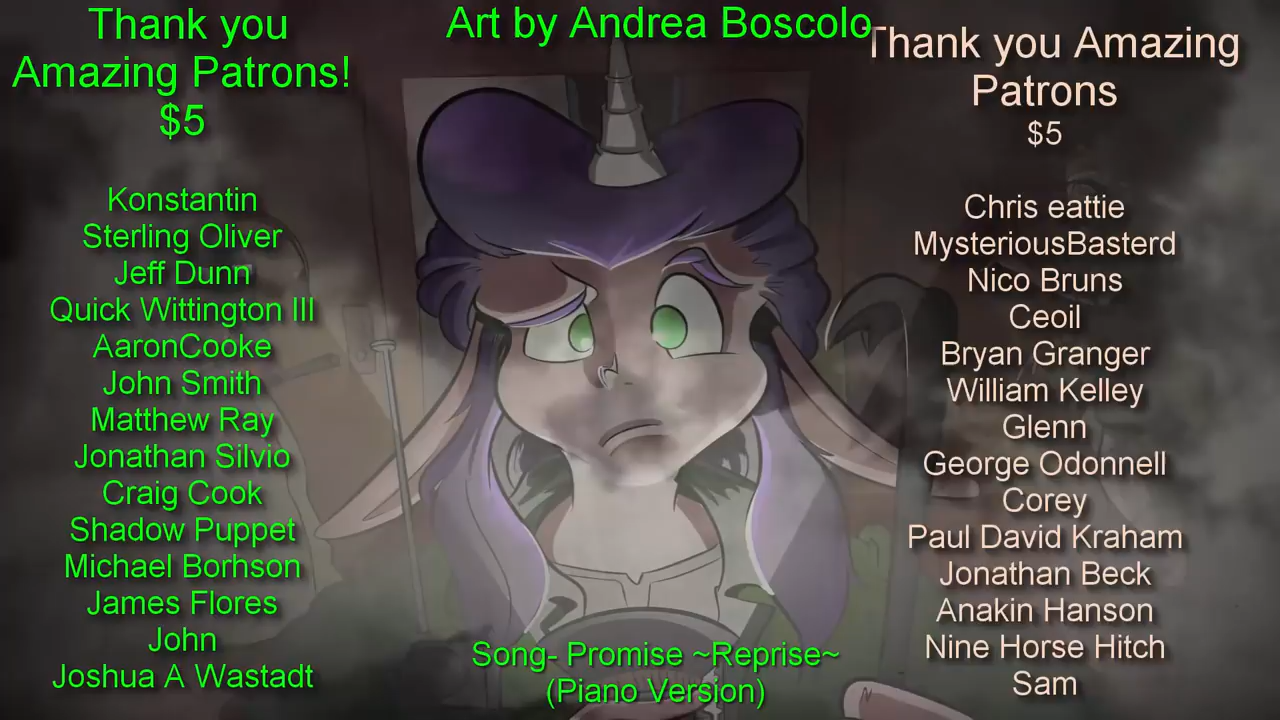 Thank you
Amazing Patrons!
$5
Konstantin
Sterling Oliver
Jeff Dunn
Quick Wittington III
AaronCooke
John Smith
Matthew Ray
Jonathan Silvio
Craig Cook
Shadow Puppet
Michael Borhson
James Flores
John
Joshua A Wastadt
Art by Andrea Boscolo
Song- Promise ~Reprise~
(Piano Version)
Thank you Amazing
Patrons
$5
Chris eattie
MysteriousBasterd
Nico Bruns
Ceoil
Bryan Granger
William Kelley
Glenn
George Odonnell
Corey
Paul David Kraham
Jonathan Beck
Anakin Hanson
Nine Horse Hitch
Sam